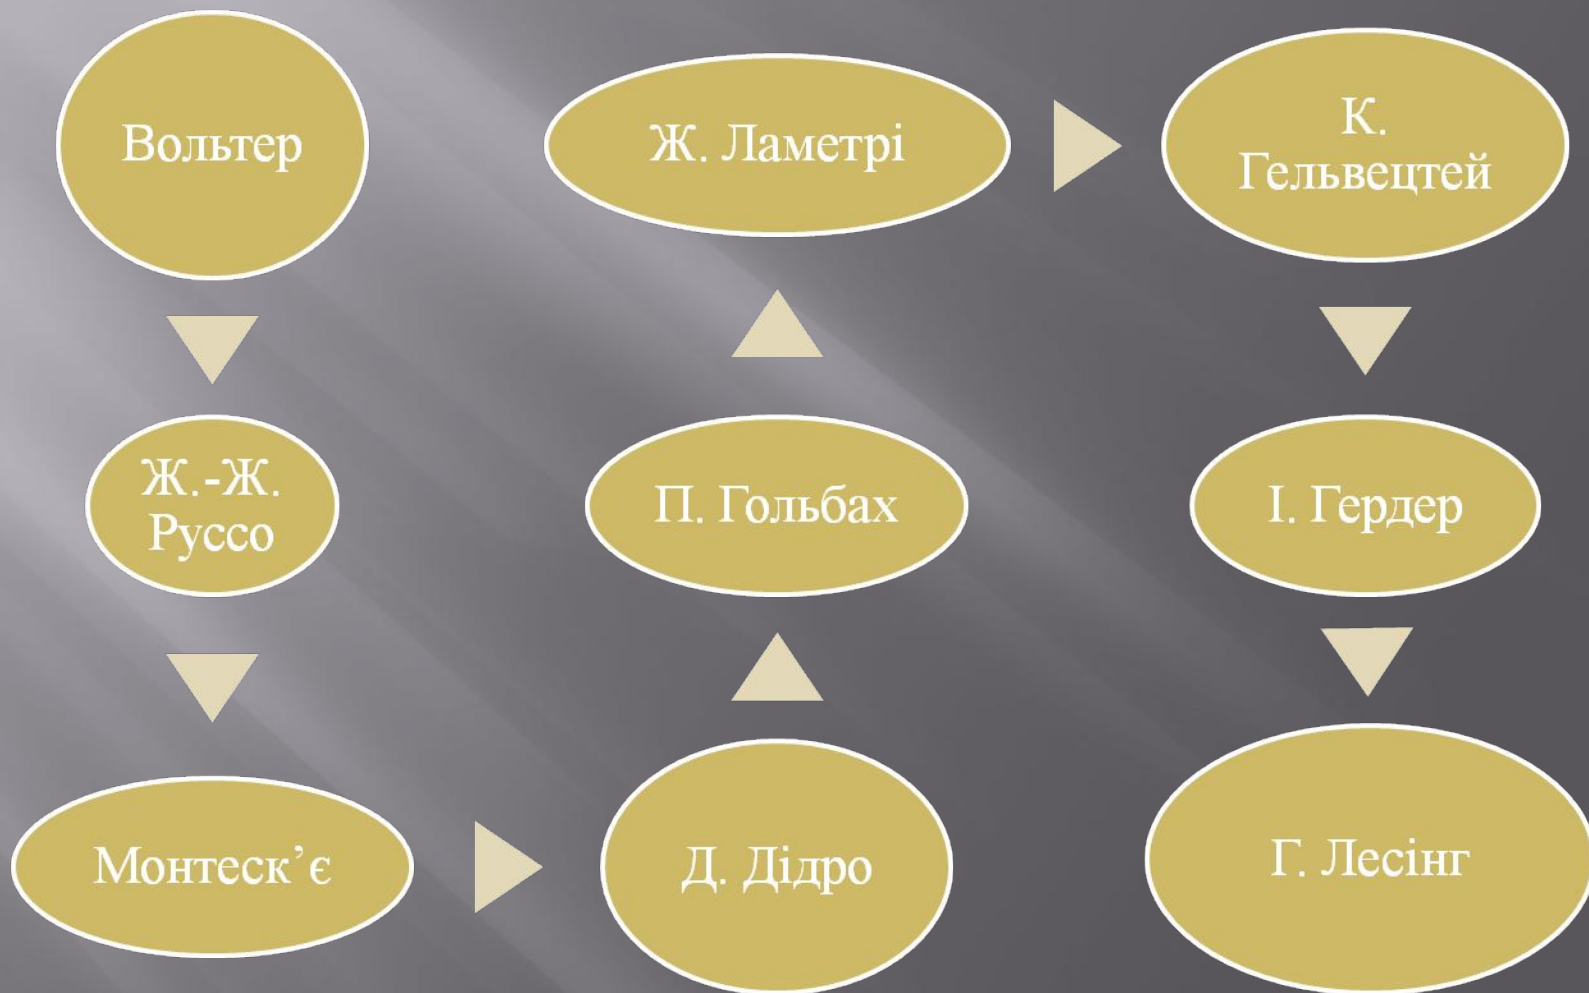 Вольтер
Ж.-Ж.
Руссо
Монтеск’є
Д. Дідро
П. Гольбах
Ж. Ламетрі
К.
Гельвецтей
І. Гердер
Г. Лесінг